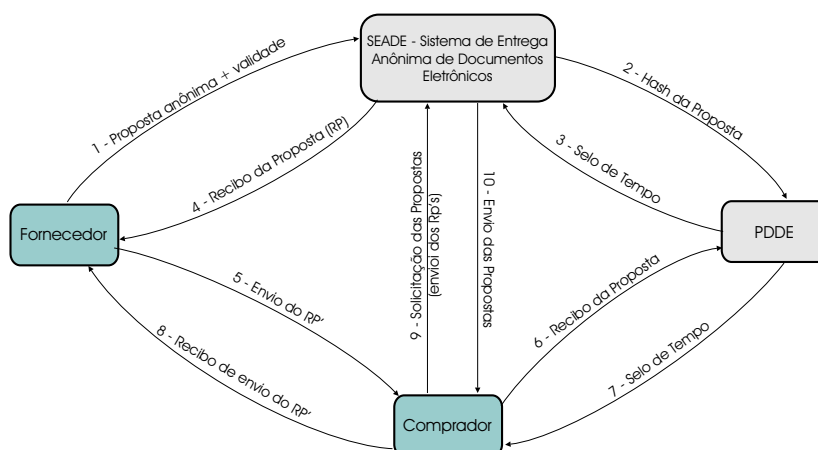 SEADE - Sistema de Entrega
Anônima de Documentos
Eletrônicos
1 - Proposta anônima + validade
2 - Hash da Proposta
3 - Selo de Tempo
4 - Recibo da Proposta (RP)
Fornecedor
PDDE
9 - Solicitação das Propostas
(envioi dos Rp's)
10 - Envio das Propostas
5 - Envio do RP'
6 - Recibo da Proposta
8 - Recibo de envio do RP'
7 - Selo de Tempo
Comprador